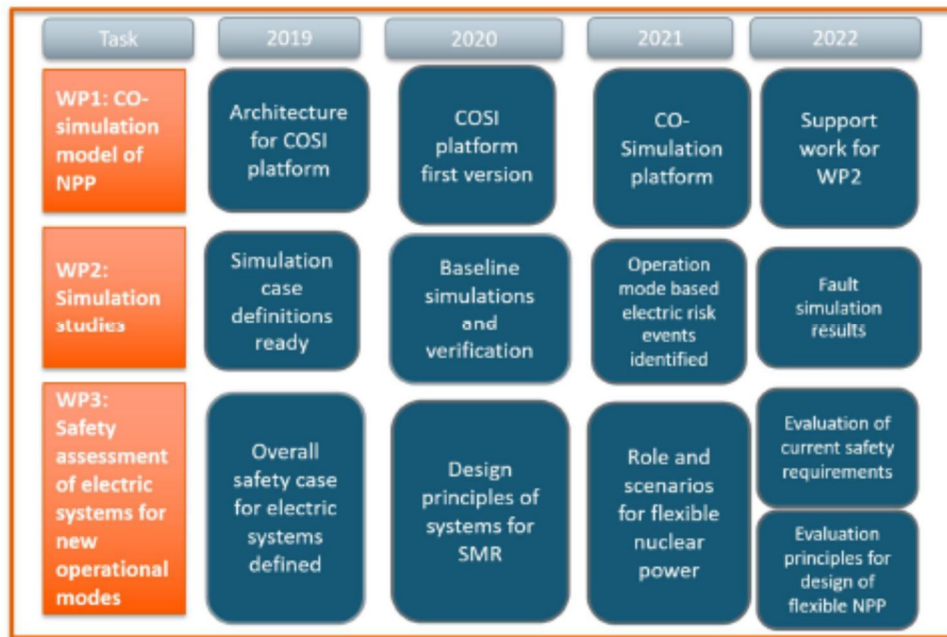 Task
2019
2020
2021
2022
WP1: CO-
simulation
model of
NPP
Architecture
for COSI
platform
COSI
platform
first version
CO-
Simulation
platform
Support
work for
WP2
WP2:
Simulation
studies
Simulation
case
definitions
ready
Baseline
simulations
and
verification
Operation
mode based
electric risk
events
identified
Fault
simulation
results
WP3:
Safety
assessment
of electric
systems for
new
operational
modes
Overall
safety case
for electric
systems
defined
Design
principles of
systems for
SMR
Role and
scenarios
for flexible
nuclear
power
Evaluation of
current safety
requirements
Evaluation
principles for
design of
flexible NPP